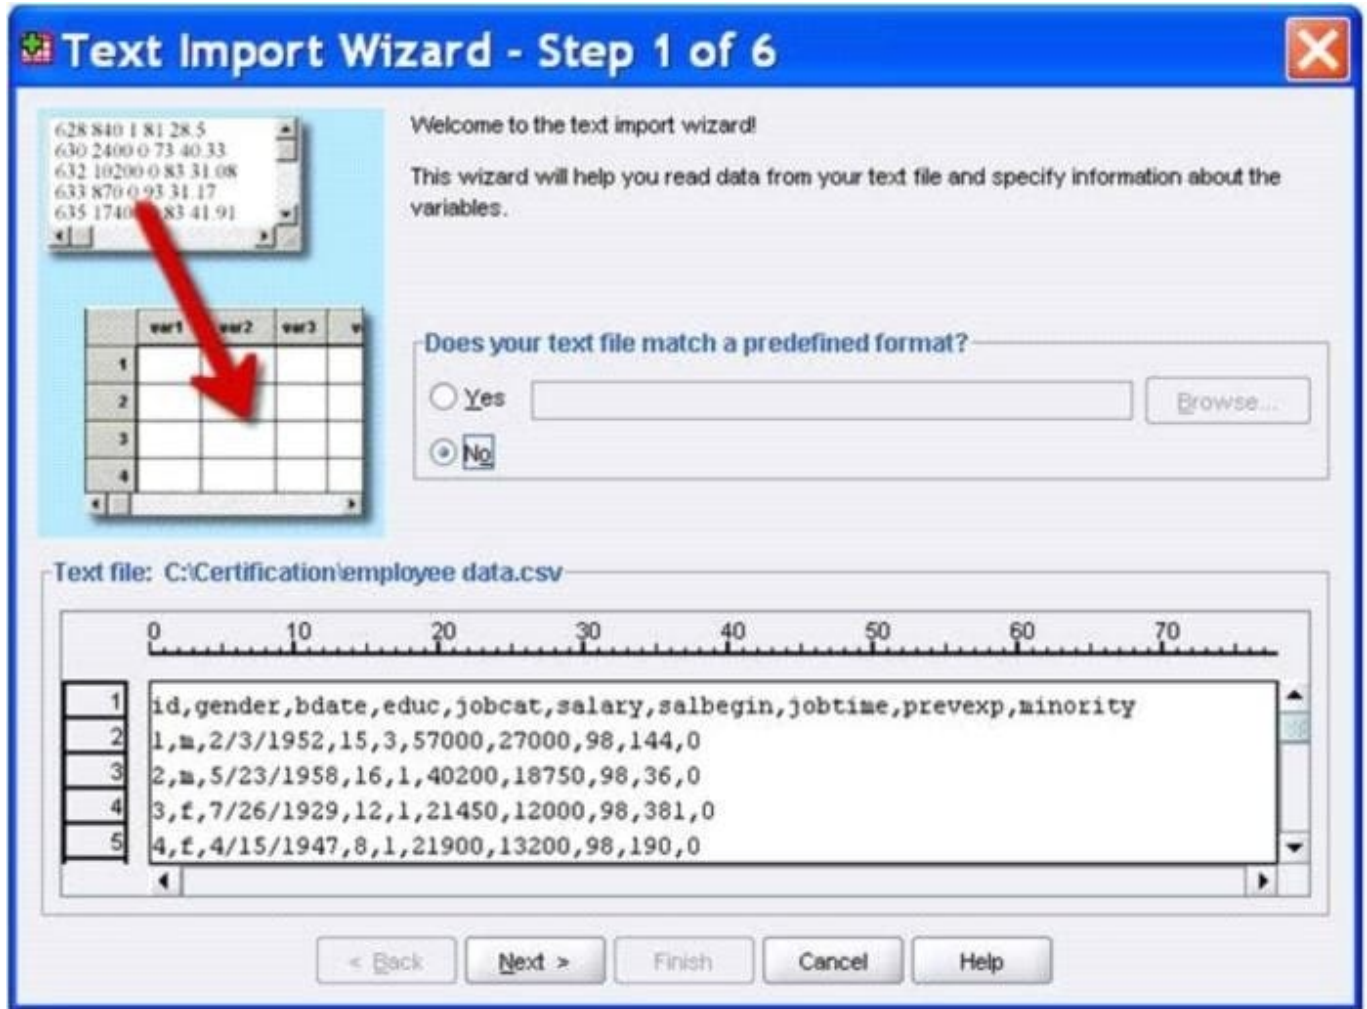 Text Import Wizard - Step 1 of 6
628 840 1 81 28.5
630 2400 0 73 40.33
632 10200 0 83 31.08
633 870 0 93 31.17
635 1740 83 41.91
var1 var2 var3 v
1
2
3
4
Welcome to the text import wizard!
This wizard will help you read data from your text file and specify information about the
variables.
Does your text file match a predefined format?
Yes
Browse...
No
Text file: C:\Certification\employee data.csv
0 10 20 30 40 50 60 70
1 id,gender,bdate,educ,jobcat,salary,salbegin,jobtime,prevexp,minority
2 1,m,2/3/1952,15,3,57000,27000,98,144,0
3 2,m,5/23/1958,16,1,40200,18750,98,36,0
4 3,f,7/26/1929,12,1,21450,12000,98,381,0
5 4,f,4/15/1947,8,1,21900,13200,98,190,0
< Back Next > Finish Cancel Help